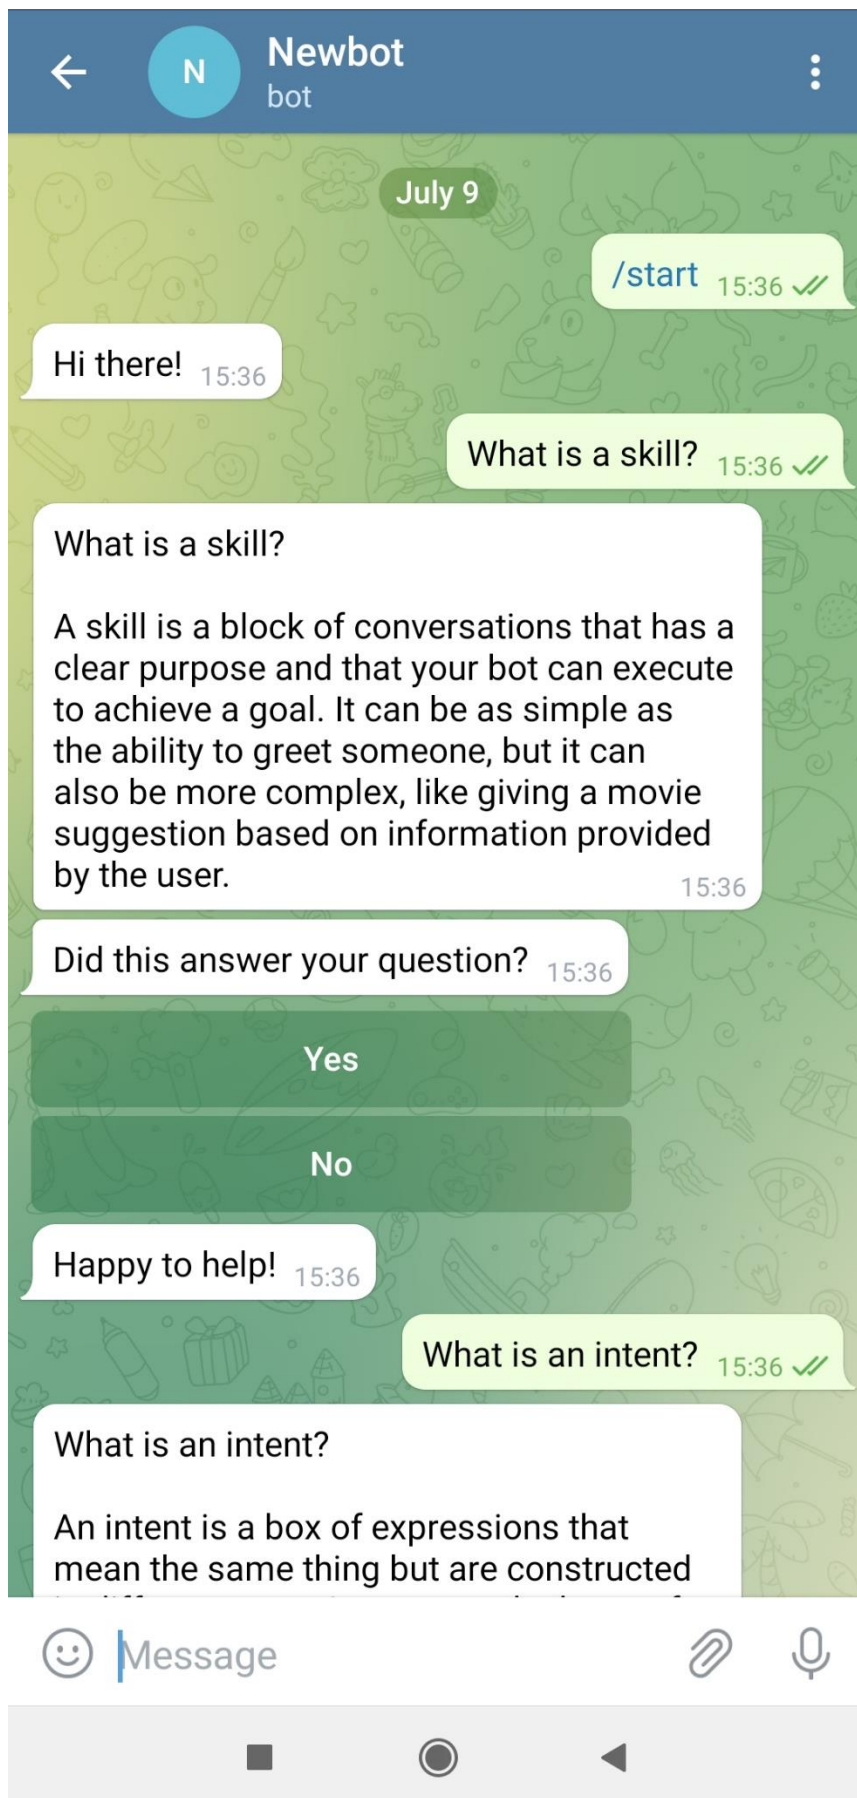 N
Newbot
bot
July 9
/start 15:36
Hi there! 15:36
What is a skill? 15:36
What is a skill?
A skill is a block of conversations that has a
clear purpose and that your bot can execute
to achieve a goal. It can be as simple as
the ability to greet someone, but it can
also be more complex, like giving a movie
suggestion based on information provided
by the user. 15:36
Did this answer your question? 15:36
Yes
No
Happy to help! 15:36
What is an intent? 15:36
What is an intent?
An intent is a box of expressions that
mean the same thing but are constructed
Message